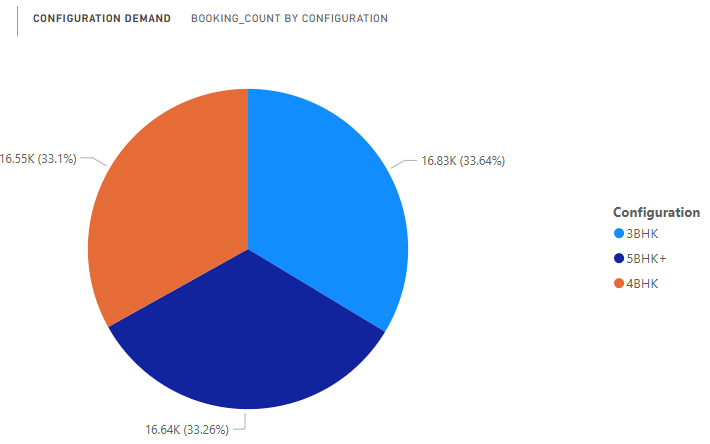 CONFIGURATION DEMAND BOOKING_COUNT BY CONFIGURATION
16.55K (33.1%)
16.83K (33.64%)
Configuration
3BHK
5BHK+
4BHK
16.64K (33.26%)